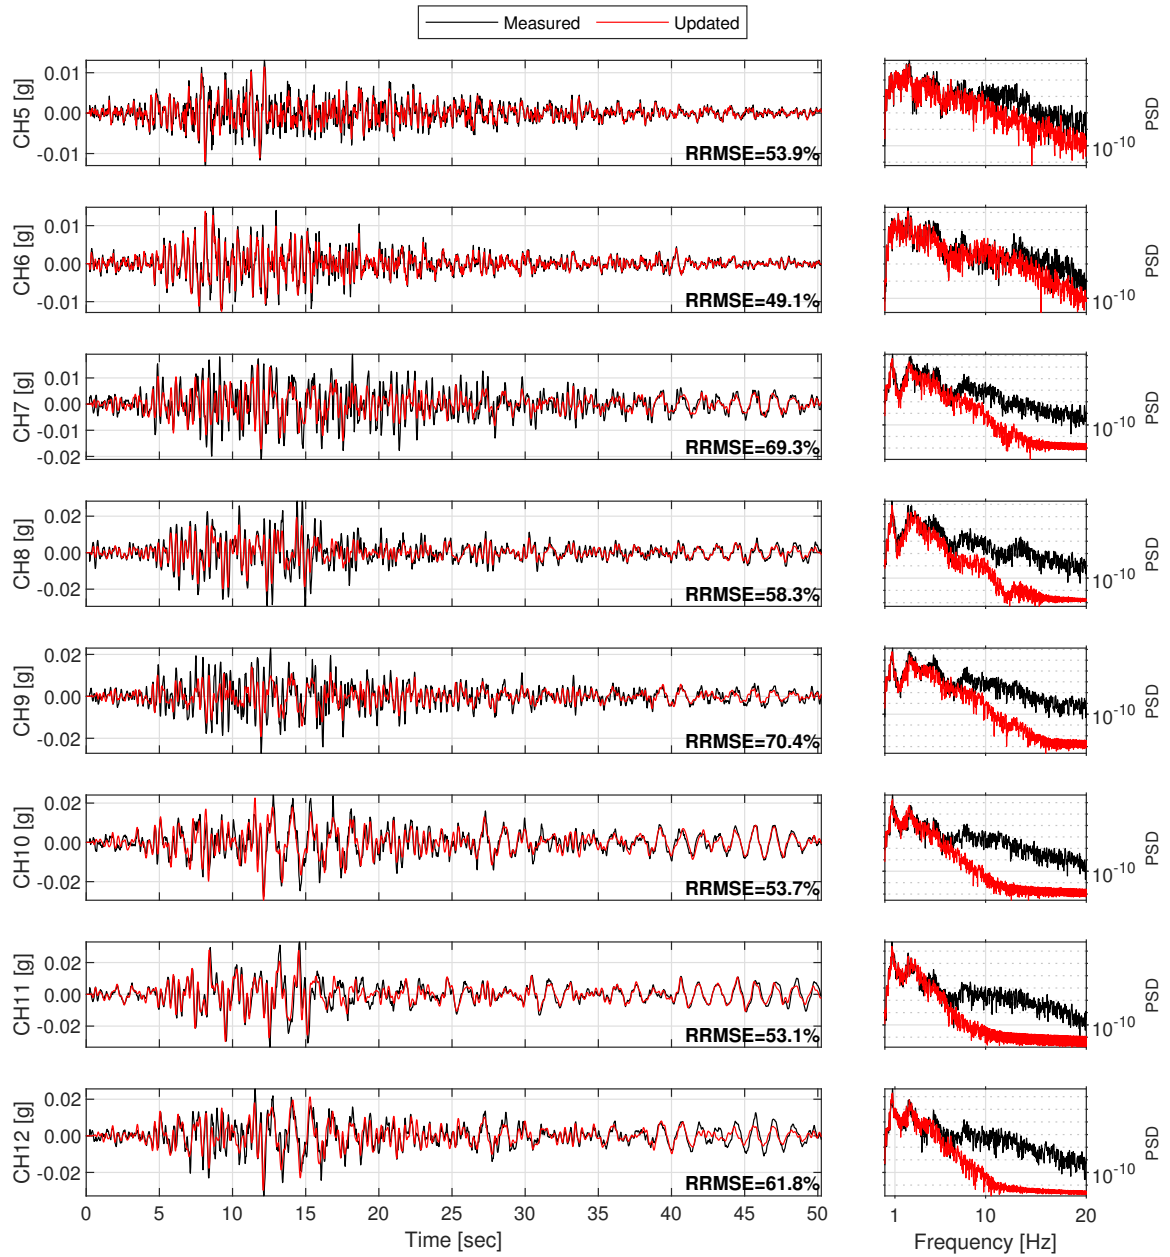 Measured Updated
CH5 [g]
0.01
0.00
-0.01
RRMSE=53.9%
10^-10
PSD
CH6 [g]
0.01
0.00
-0.01
RRMSE=49.1%
10^-10
PSD
CH7 [g]
0.01
0.00
-0.01
-0.02
RRMSE=69.3%
10^-10
PSD
CH8 [g]
0.02
0.00
-0.02
RRMSE=58.3%
10^-10
PSD
CH9 [g]
0.02
0.00
-0.02
RRMSE=70.4%
10^-10
PSD
CH10 [g]
0.02
0.00
-0.02
RRMSE=53.7%
10^-10
PSD
CH11 [g]
0.02
0.00
-0.02
RRMSE=53.1%
10^-10
PSD
CH12 [g]
0.02
0.00
-0.02
RRMSE=61.8%
10^-10
PSD
0 5 10 15 20 25 30 35 40 45 50
Time [sec]
1 10 20
Frequency [Hz]